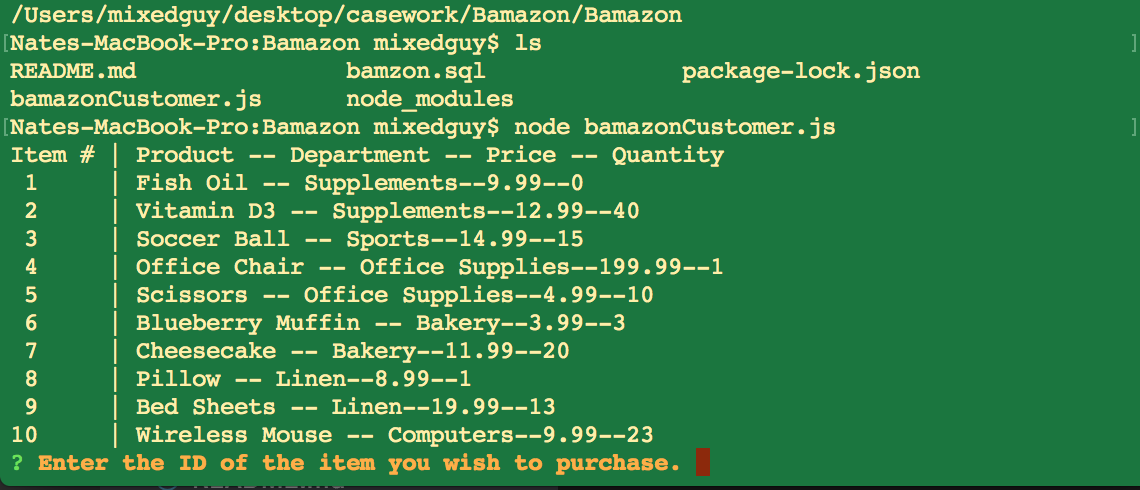 /Users/mixedguy/desktop/casework/Bamazon/Bamazon
[Nates-MacBook-Pro:Bamazon mixedguy$ ls ]
README.md bamzon.sql package-lock.json
bamazonCustomer.js node_modules
[Nates-MacBook-Pro:Bamazon mixedguy$ node bamazonCustomer.js ]
Item # | Product -- Department -- Price -- Quantity
1 | Fish Oil -- Supplements--9.99--0
2 | Vitamin D3 -- Supplements--12.99--40
3 | Soccer Ball -- Sports--14.99--15
4 | Office Chair -- Office Supplies--199.99--1
5 | Scissors -- Office Supplies--4.99--10
6 | Blueberry Muffin -- Bakery--3.99--3
7 | Cheesecake -- Bakery--11.99--20
8 | Pillow -- Linen--8.99--1
9 | Bed Sheets -- Linen--19.99--13
10 | Wireless Mouse -- Computers--9.99--23
? Enter the ID of the item you wish to purchase.